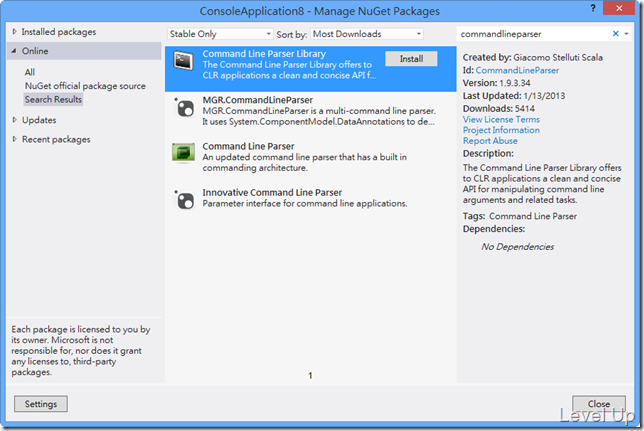 ConsoleApplication8 - Manage NuGet Packages
?
Installed packages
Online
All
NuGet official package source
Search Results
Updates
Recent packages
Each package is licensed to you by
its owner. Microsoft is not
responsible for, nor does it grant
any licenses to, third-party
packages.
Settings
Stable Only
Sort by: Most Downloads
Command Line Parser Library
The Command Line Parser Library offers to
CLR applications a clean and concise API f...
Install
MGR.CommandLineParser
MGR.CommandLineParser is a multi-command line parser.
It uses System.ComponentModel.DataAnnotations to de...
Command Line Parser
An updated command line parser that has a built in
commanding architecture.
Innovative Command Line Parser
Parameter interface for command line applications.
1
commandlineparser
Created by: Giacomo Stelluti Scala
Id: CommandLineParser
Version: 1.9.3.34
Last Updated: 1/13/2013
Downloads: 5414
View License Terms
Project Information
Report Abuse
Description:
The Command Line Parser Library offers
to CLR applications a clean and concise
API for manipulating command line
arguments and related tasks.
Tags: Command Line Parser
Dependencies:
No Dependencies
Close
Level Up